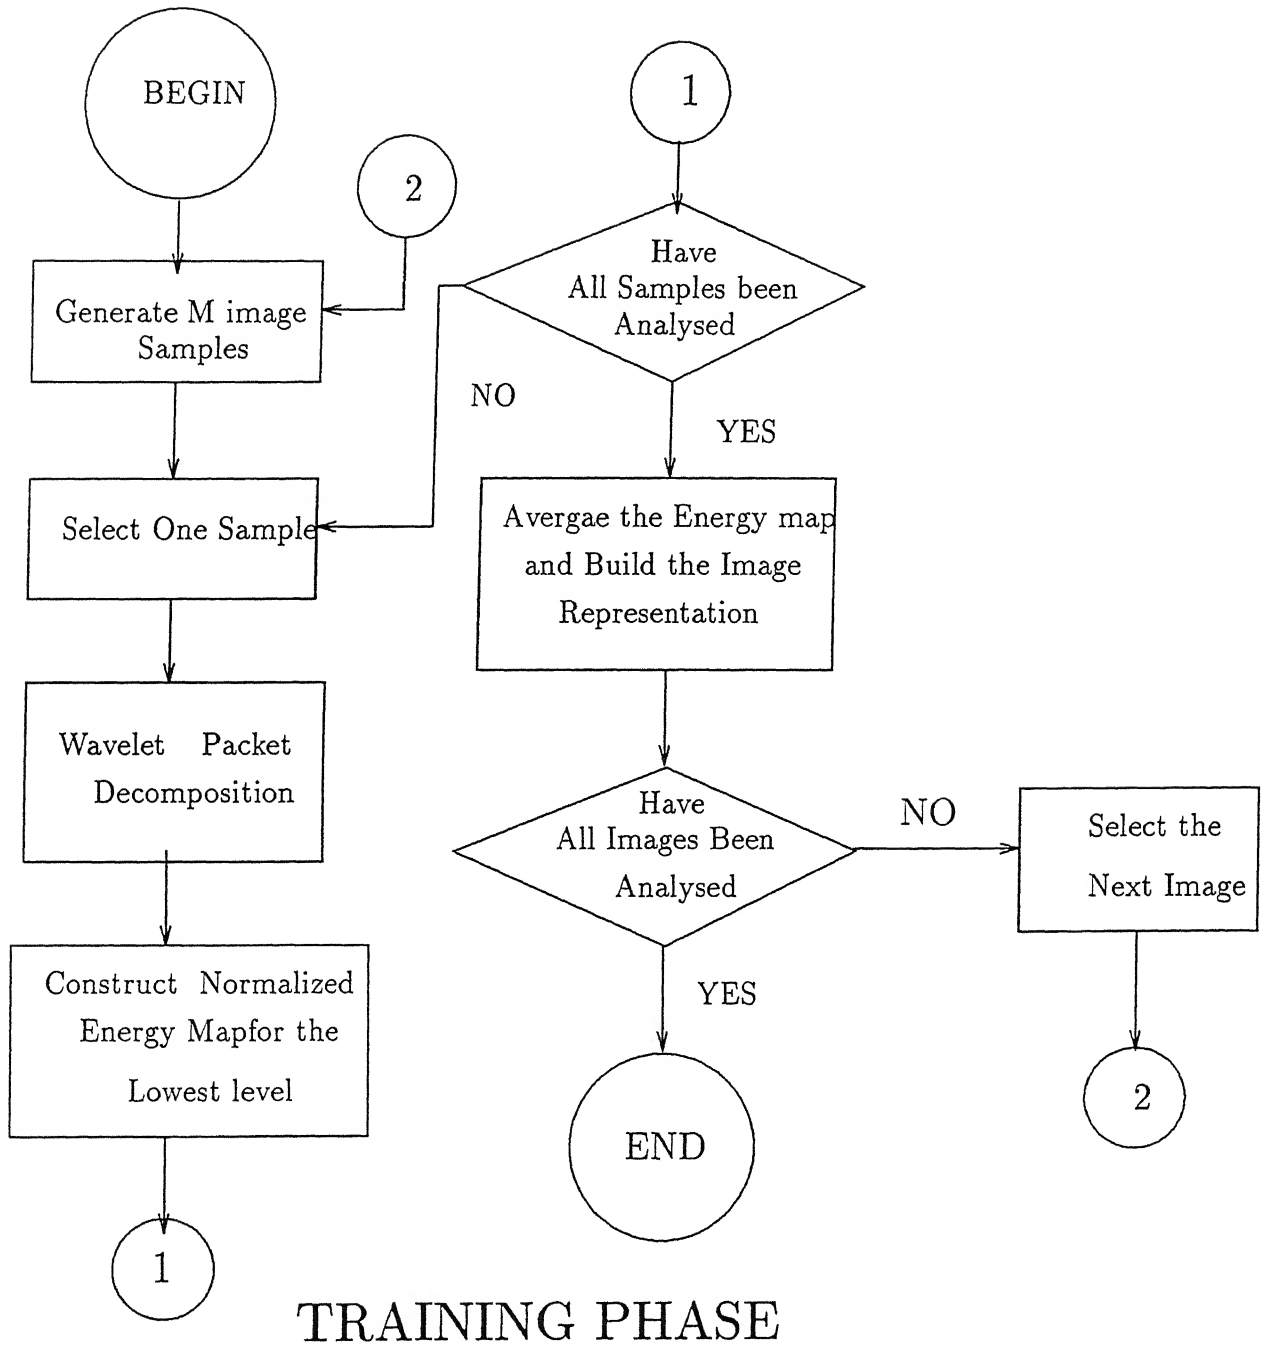 BEGIN
2
Generate M image
Samples
Select One Sample
Wavelet Packet
Decomposition
Construct Normalized
Energy Mapfor the
Lowest level
1
1
Have
All Samples been
Analysed
NO
YES
Avergae the Energy map
and Build the Image
Representation
Have
All Images Been
Analysed
NO
YES
Select the
Next Image
2
END
TRAINING PHASE